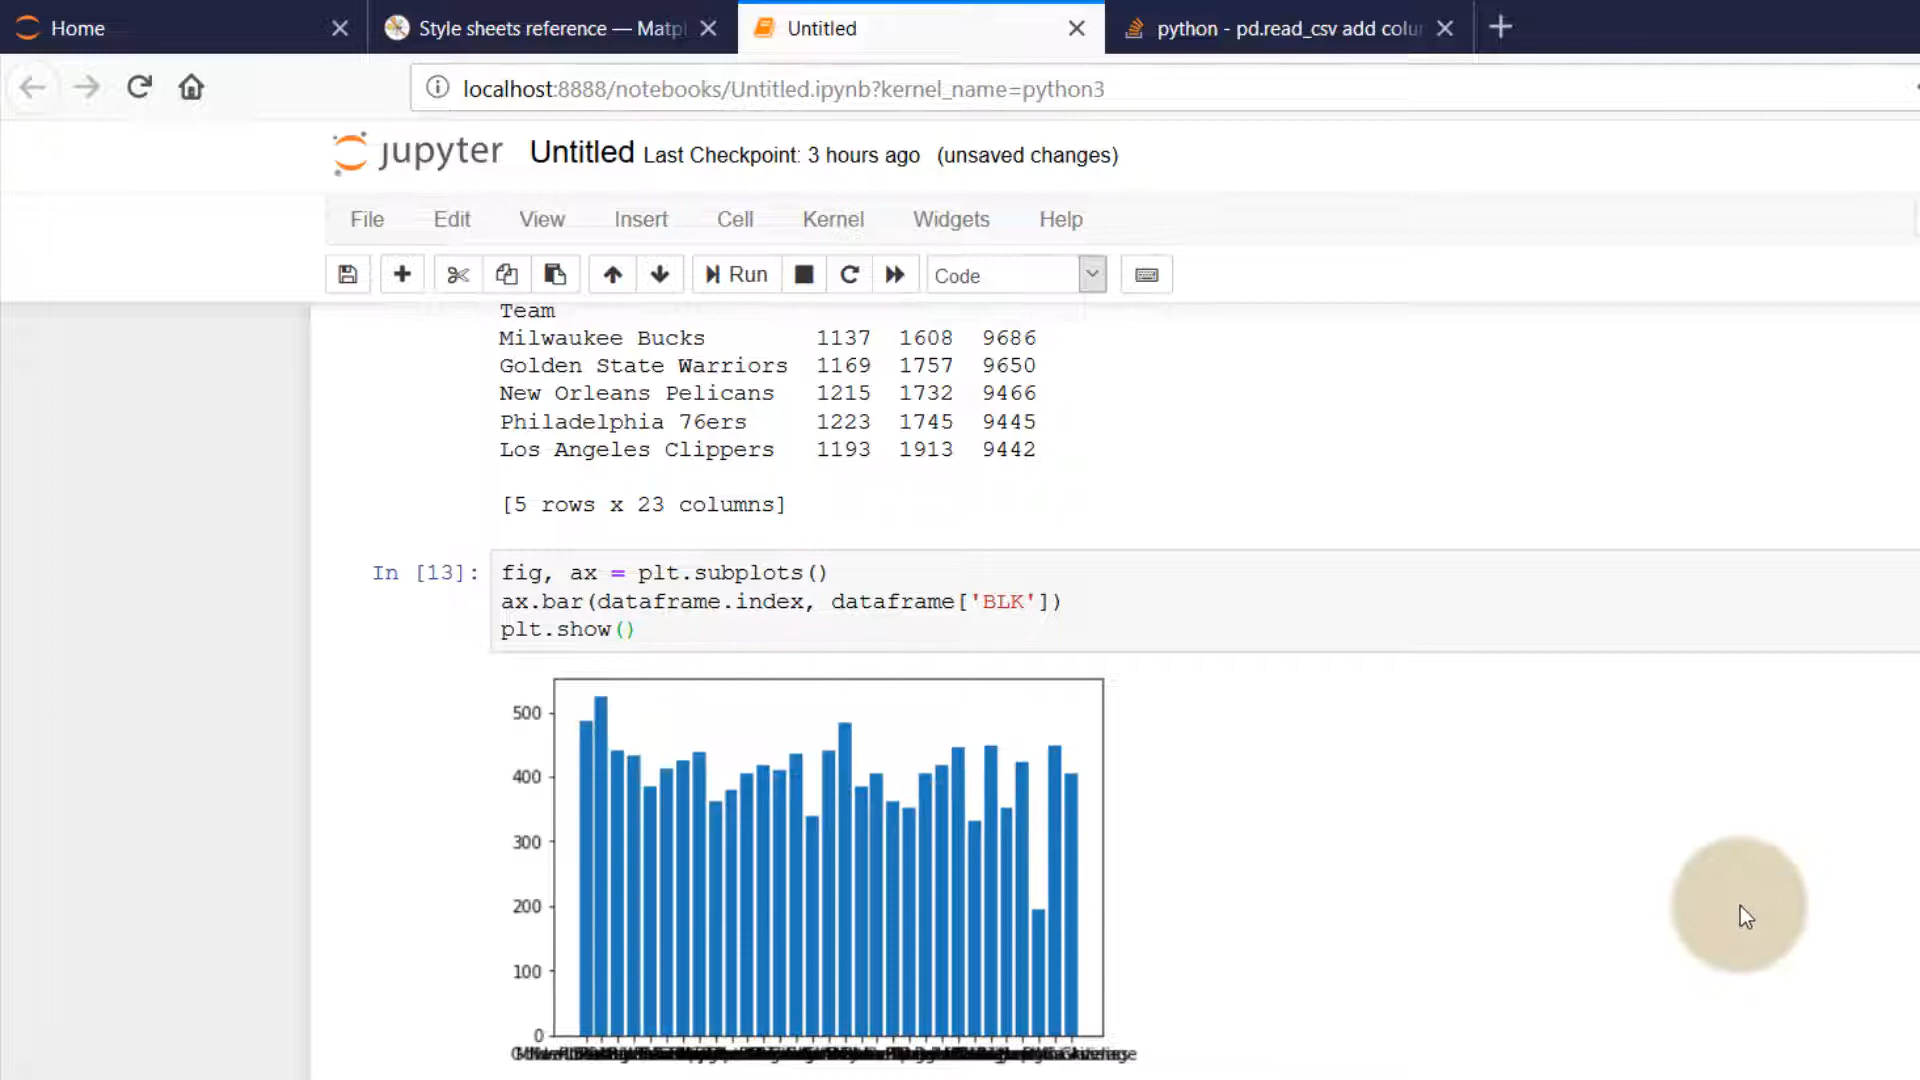 Home
Style sheets reference — Matpl
Untitled
python - pd.read_csv add colu
localhost:8888/notebooks/Untitled.ipynb?kernel_name=python3
jupyter Untitled Last Checkpoint: 3 hours ago (unsaved changes)
File Edit View Insert Cell Kernel Widgets Help
Run Code
Team
Milwaukee Bucks 1137 1608 9686
Golden State Warriors 1169 1757 9650
New Orleans Pelicans 1215 1732 9466
Philadelphia 76ers 1223 1745 9445
Los Angeles Clippers 1193 1913 9442
[5 rows x 23 columns]
In [13]: fig, ax = plt.subplots()
ax.bar(dataframe.index, dataframe['BLK'])
plt.show()
500
400
300
200
100
0